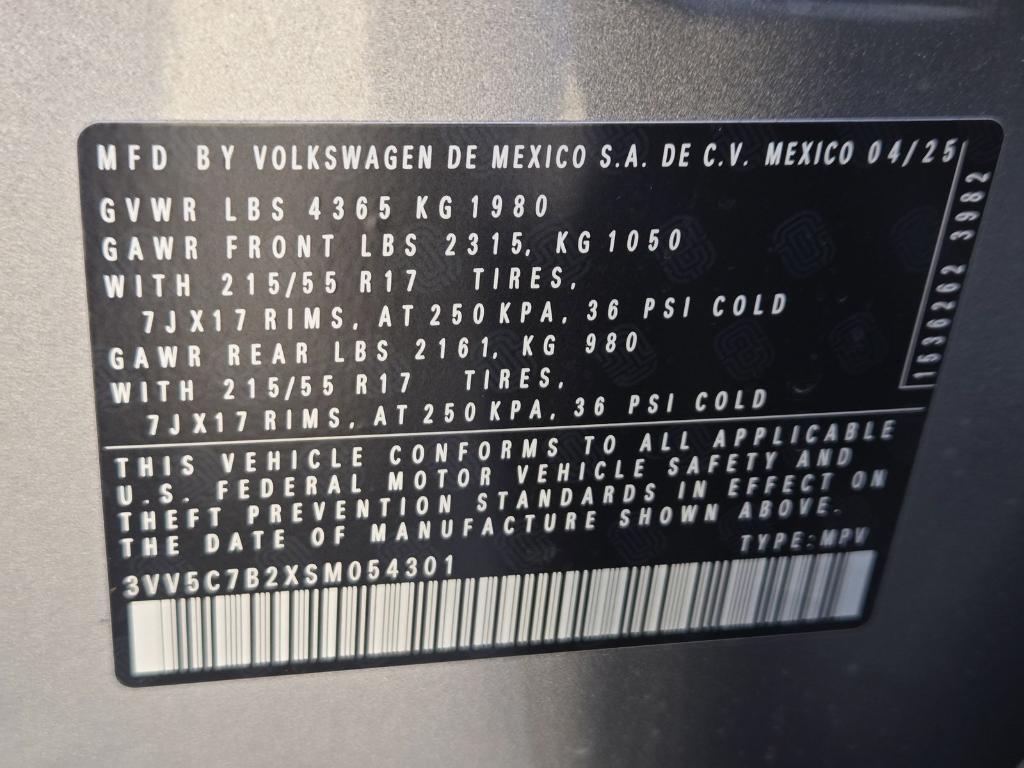 MFD BY VOLKSWAGEN DE MEXICO S.A. DE C.V. MEXICO 04/25
GVWR LBS 4365 KG 1980
GAWR FRONT LBS 2315, KG 1050
WITH 215/55 R17 TIRES,
7JX17 RIMS, AT 250 KPA, 36 PSI COLD
GAWR REAR LBS 2161, KG 980
WITH 215/55 R17 TIRES,
7JX17 RIMS, AT 250 KPA, 36 PSI COLD
1536262 3982
THIS VEHICLE CONFORMS TO ALL APPLICABLE
U.S. FEDERAL MOTOR VEHICLE SAFETY AND
THEFT PREVENTION STANDARDS IN EFFECT ON
THE DATE OF MANUFACTURE SHOWN ABOVE.
TYPE:MPV
3VV5C7B2XSM054301